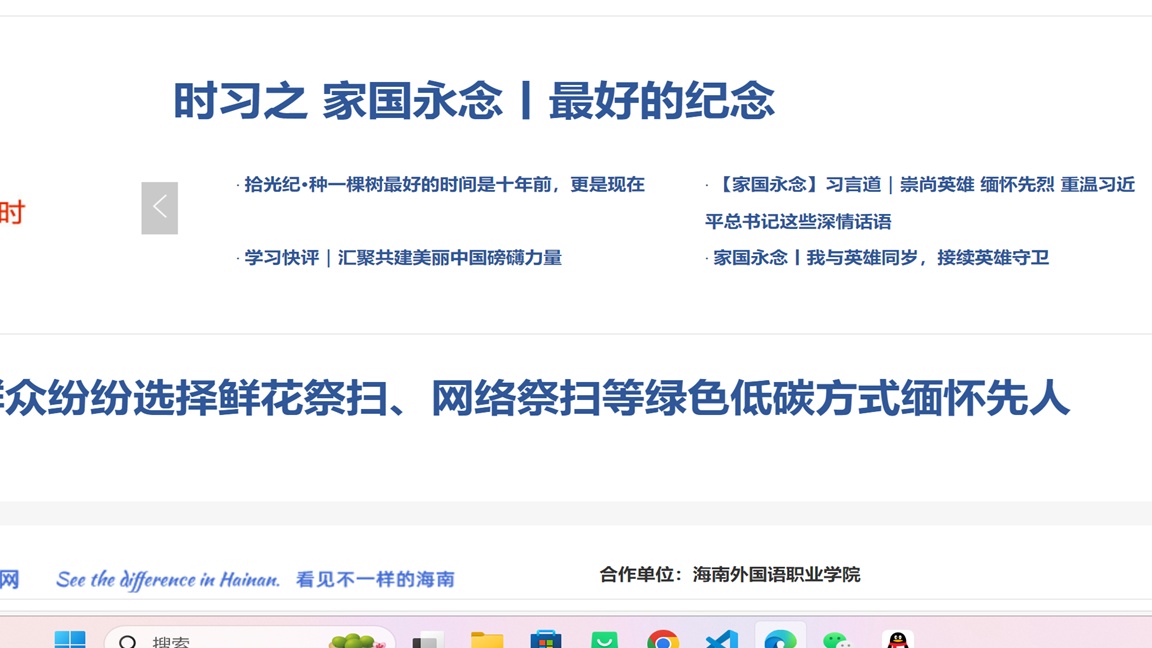 时习之 家国永念丨最好的纪念
时
· 拾光纪·种一棵树最好的时间是十年前，更是现在
· 【家国永念】习言道｜崇尚英雄 缅怀先烈 重温习近
平总书记这些深情话语
· 学习快评｜汇聚共建美丽中国磅礴力量
· 家国永念丨我与英雄同岁，接续英雄守卫
众纷纷选择鲜花祭扫、网络祭扫等绿色低碳方式缅怀先人
网
See the difference in Hainan. 看见不一样的海南
合作单位：海南外国语职业学院
搜索